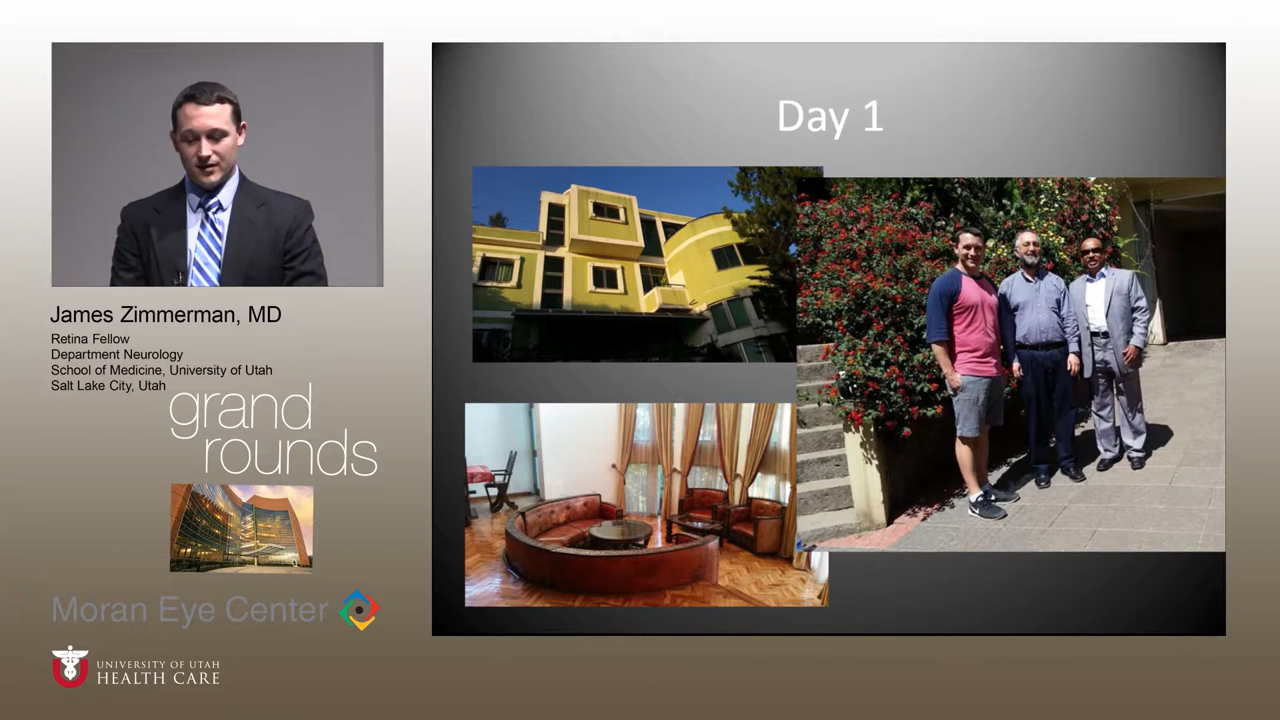 Day 1
James Zimmerman, MD
Retina Fellow
Department Neurology
School of Medicine, University of Utah
Salt Lake City, Utah
grand
rounds
Moran Eye Center
UNIVERSITY OF UTAH
HEALTH CARE